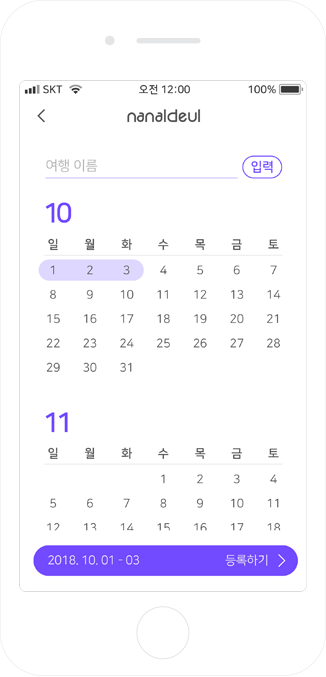 SKT 오전 12:00 100%
nanaldeul
여행 이름 입력
10
일 월 화 수 목 금 토
1 2 3 4 5 6 7
8 9 10 11 12 13 14
15 16 17 18 19 20 21
22 23 24 25 26 27 28
29 30 31
11
일 월 화 수 목 금 토
1 2 3 4
5 6 7 8 9 10 11
12 13 14 15 16 17 18
2018. 10. 01 - 03 등록하기